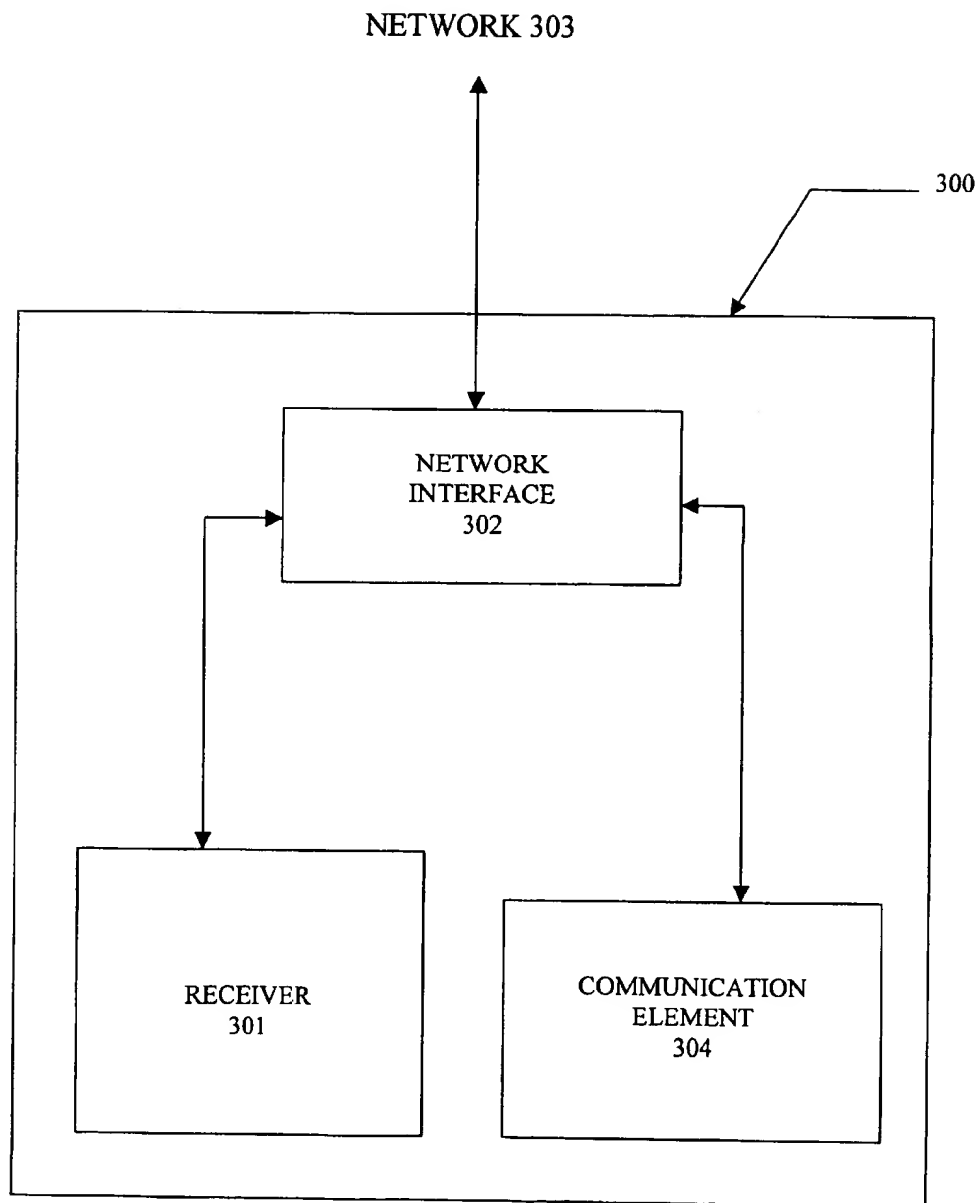 NETWORK 303
300
NETWORK
INTERFACE
302
RECEIVER
301
COMMUNICATION
ELEMENT
304